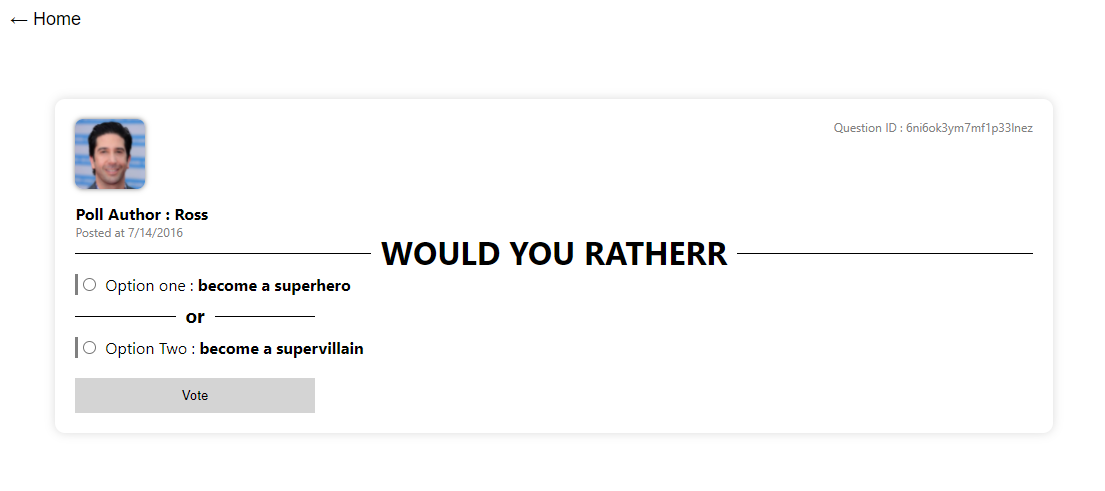 ← Home
Question ID : 6ni6ok3ym7mf1p33lnez
Poll Author : Ross
Posted at 7/14/2016
WOULD YOU RATHERR
Option one : become a superhero
or
Option Two : become a supervillain
Vote